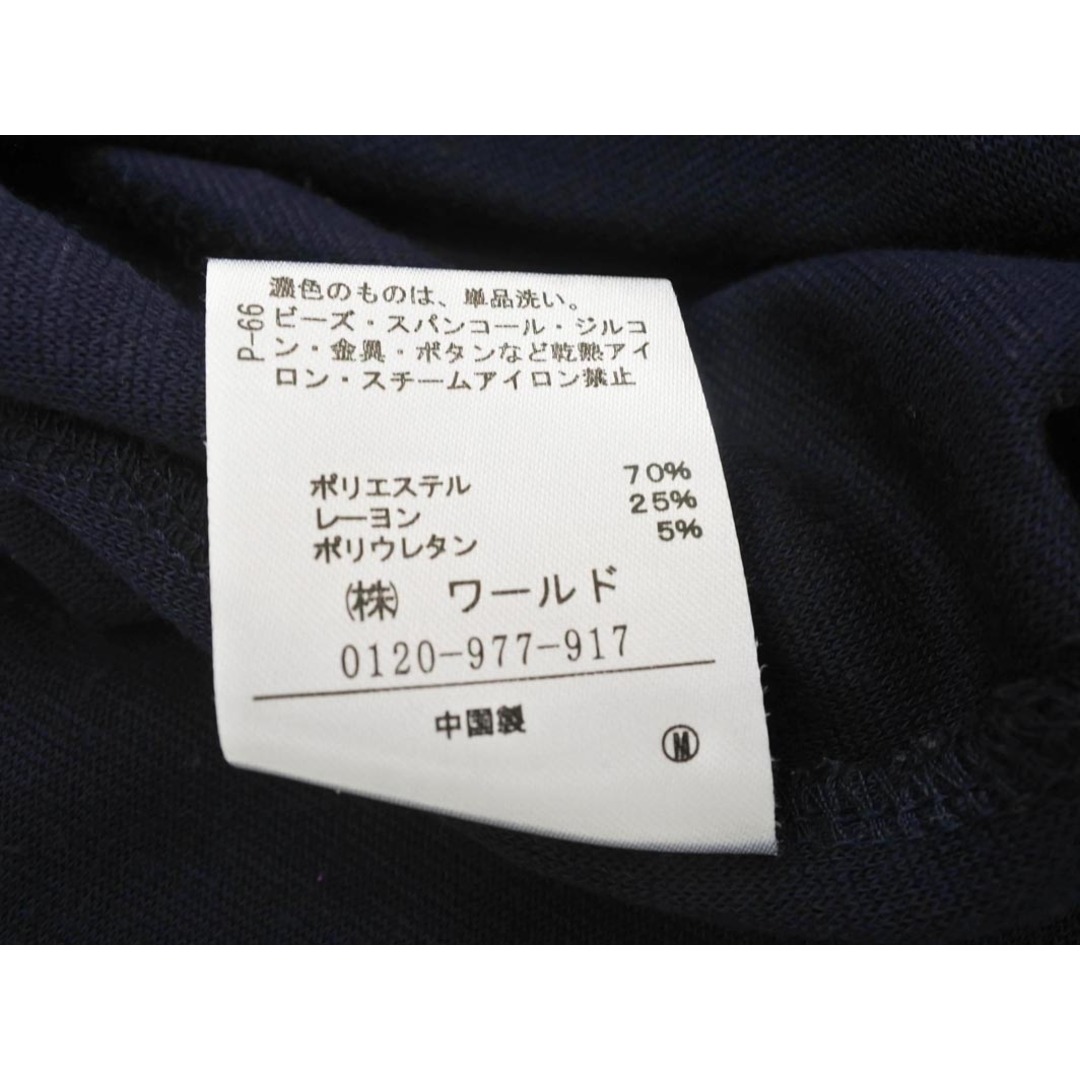 濃色のものは、単品洗い。
P-66
ビーズ・スパンコール・ジルコ
ン・金具・ボタンなど乾熱アイ
ロン・スチームアイロン禁止
ポリエステル 70%
レーヨン 25%
ポリウレタン 5%
㈱ ワールド
0120-977-917
中国製
Ⓜ